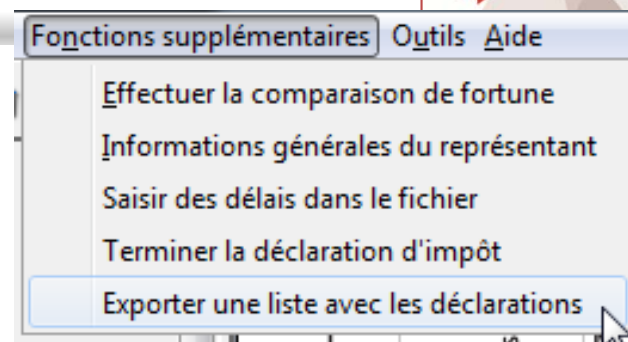 Fonctions supplémentaires Outils Aide
Effectuer la comparaison de fortune
Informations générales du représentant
Saisir des délais dans le fichier
Terminer la déclaration d'impôt
Exporter une liste avec les déclarations